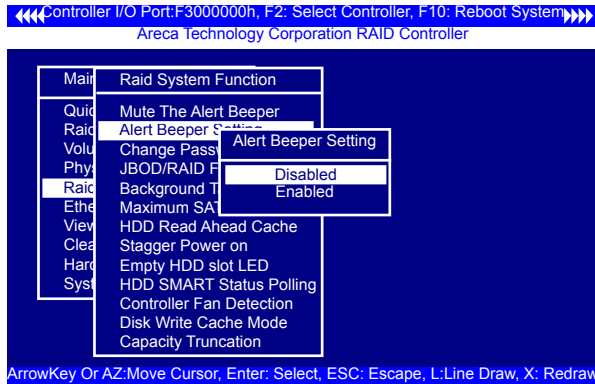 Controller I/O Port:F3000000h, F2: Select Controller, F10: Reboot System
Areca Technology Corporation RAID Controller
Mair
Quic
Raid
Volu
Phys
Raid
Ethe
View
Clea
Hard
Syst
Raid System Function
Mute The Alert Beeper
Alert Beeper Setting
Change Passw
JBOD/RAID F
Background T
Maximum SAT
HDD Read Ahead Cache
Stagger Power on
Empty HDD slot LED
HDD SMART Status Polling
Controller Fan Detection
Disk Write Cache Mode
Capacity Truncation
Alert Beeper Setting
Disabled
Enabled
ArrowKey Or AZ:Move Cursor, Enter: Select, ESC: Escape, L:Line Draw, X: Redraw